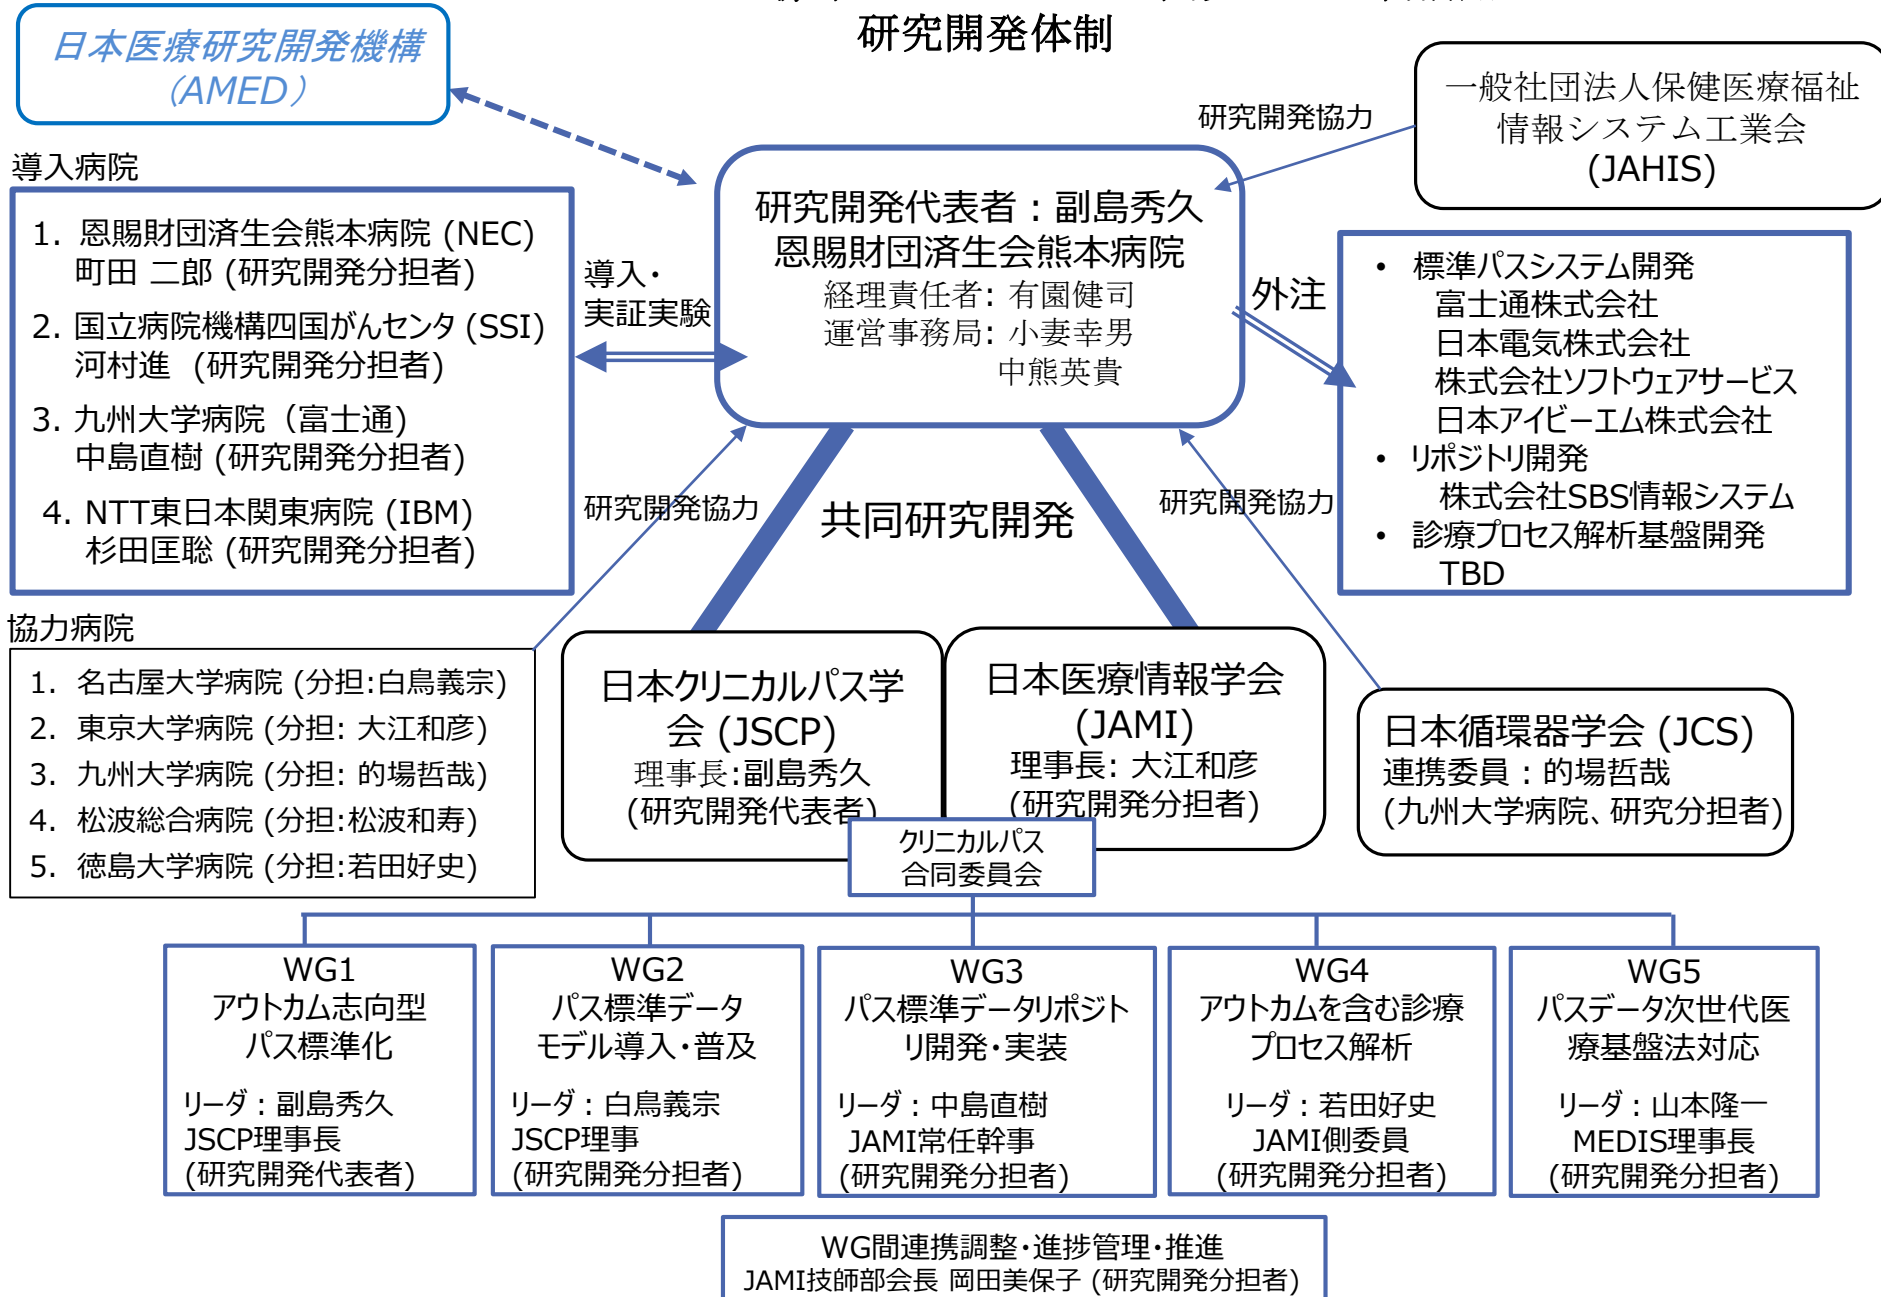 研究開発体制
日本医療研究開発機構
（AMED）
一般社団法人保健医療福祉
情報システム工業会
(JAHIS)
研究開発協力
導入病院
1. 恩賜財団済生会熊本病院 (NEC)
町田 二郎 (研究開発分担者)
2. 国立病院機構四国がんセンタ (SSI)
河村進 (研究開発分担者)
3. 九州大学病院（富士通）
中島直樹 (研究開発分担者)
4. NTT東日本関東病院 (IBM)
杉田匡聡 (研究開発分担者)
導入・
実証実験
研究開発代表者：副島秀久
恩賜財団済生会熊本病院
経理責任者: 有園健司
運営事務局: 小妻幸男
中熊英貴
外注
• 標準パスシステム開発
富士通株式会社
日本電気株式会社
株式会社ソフトウェアサービス
日本アイビーエム株式会社
• リポジトリ開発
株式会社SBS情報システム
• 診療プロセス解析基盤開発
TBD
研究開発協力
共同研究開発
研究開発協力
協力病院
1. 名古屋大学病院 (分担:白鳥義宗)
2. 東京大学病院 (分担: 大江和彦)
3. 九州大学病院 (分担: 的場哲哉)
4. 松波総合病院 (分担:松波和寿)
5. 徳島大学病院 (分担:若田好史)
日本クリニカルパス学
会 (JSCP)
理事長:副島秀久
(研究開発代表者)
日本医療情報学会
(JAMI)
理事長: 大江和彦
(研究開発分担者)
日本循環器学会 (JCS)
連携委員：的場哲哉
(九州大学病院、研究分担者)
クリニカルパス
合同委員会
WG1
アウトカム志向型
パス標準化
リーダ：副島秀久
JSCP理事長
(研究開発代表者)
WG2
パス標準データ
モデル導入・普及
リーダ：白鳥義宗
JSCP理事
(研究開発分担者)
WG3
パス標準データリポジト
リ開発・実装
リーダ：中島直樹
JAMI常任幹事
(研究開発分担者)
WG4
アウトカムを含む診療
プロセス解析
リーダ：若田好史
JAMI側委員
(研究開発分担者)
WG5
パスデータ次世代医
療基盤法対応
リーダ：山本隆一
MEDIS理事長
(研究開発分担者)
WG間連携調整・進捗管理・推進
JAMI技師部会長 岡田美保子 (研究開発分担者)